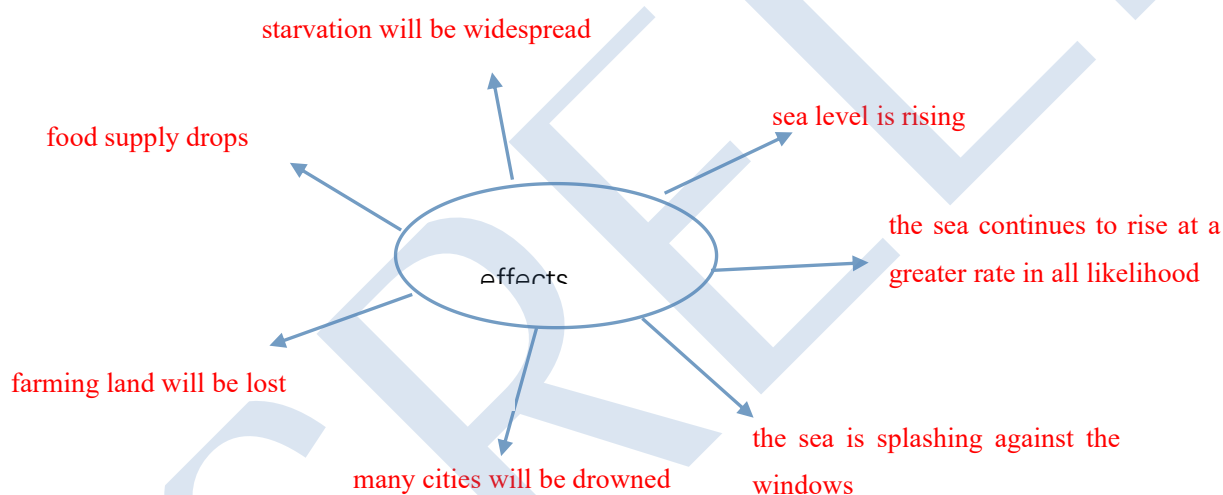 starvation will be widespread
sea level is rising
food supply drops
the sea continues to rise at a
greater rate in all likelihood
effects
farming land will be lost
the sea is splashing against the
windows
many cities will be drowned